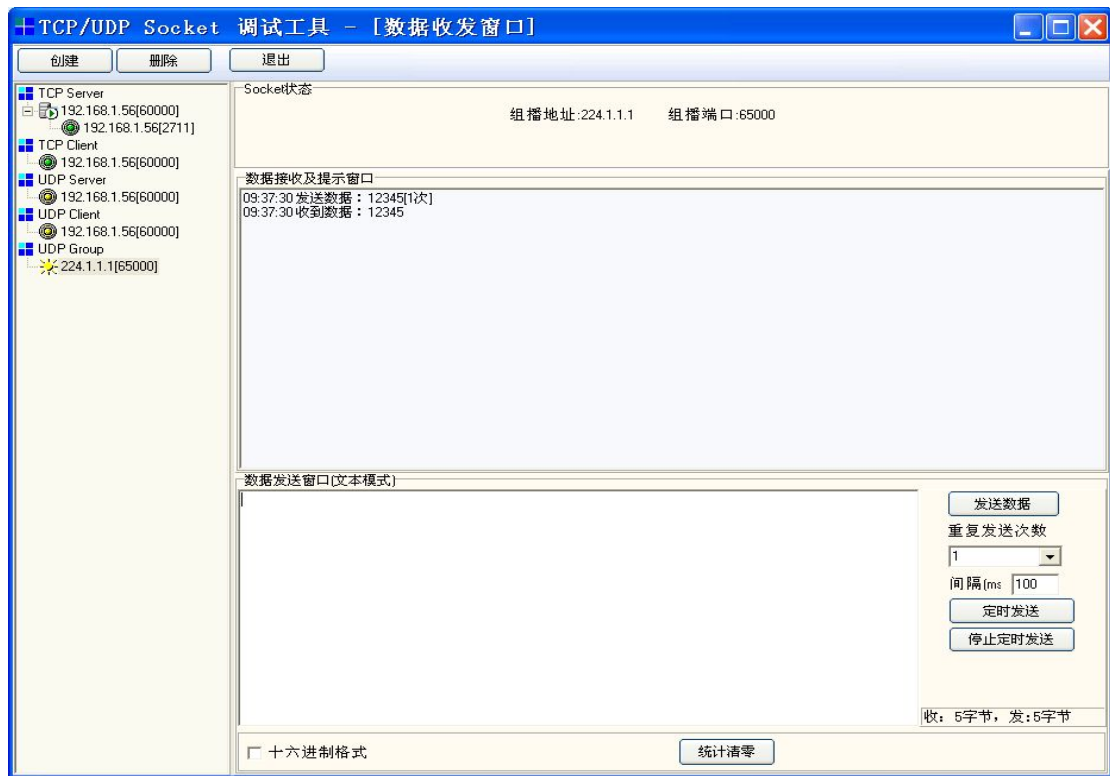 TCP/UDP Socket 调试工具 - [数据收发窗口]
创建 删除 退出
TCP Server
192.168.1.56[60000]
192.168.1.56[2711]
TCP Client
192.168.1.56[60000]
UDP Server
192.168.1.56[60000]
UDP Client
192.168.1.56[60000]
UDP Group
224.1.1.1[65000]
Socket状态
组播地址:224.1.1.1 组播端口:65000
数据接收及提示窗口
09:37:30 发送数据：12345[1次]
09:37:30 收到数据：12345
数据发送窗口(文本模式)
发送数据
重复发送次数
1
间隔(ms 100
定时发送
停止定时发送
收: 5字节, 发:5字节
十六进制格式 统计清零